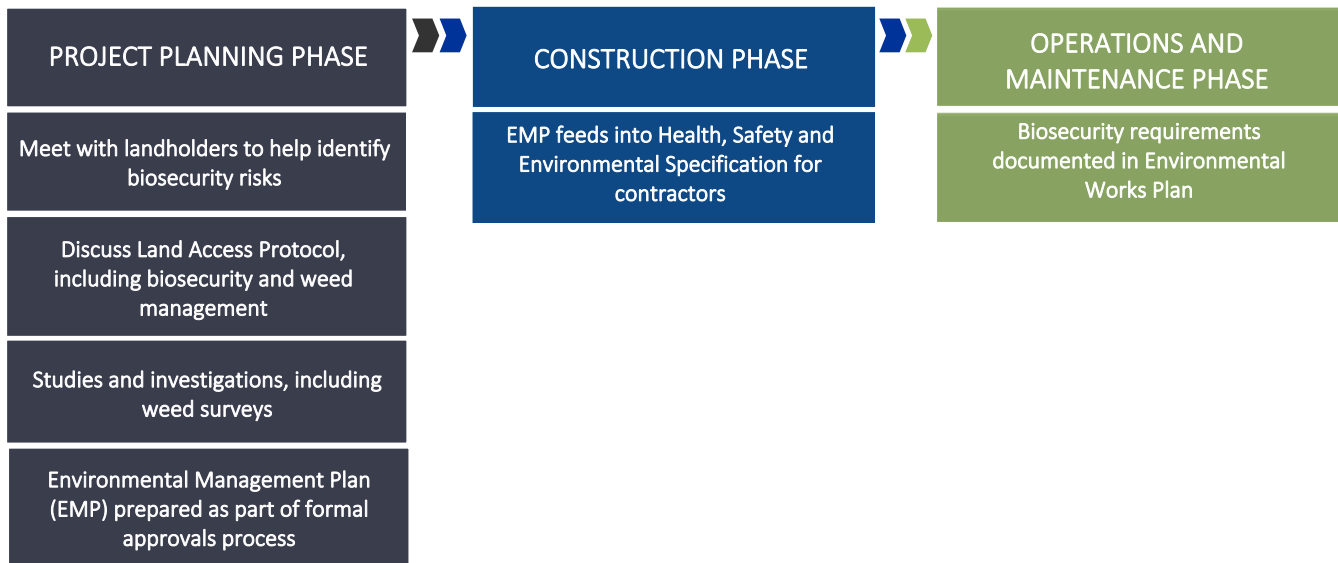 PROJECT PLANNING PHASE
Meet with landholders to help identify
biosecurity risks
Discuss Land Access Protocol,
including biosecurity and weed
management
Studies and investigations, including
weed surveys
Environmental Management Plan
(EMP) prepared as part of formal
approvals process
CONSTRUCTION PHASE
EMP feeds into Health, Safety and
Environmental Specification for
contractors
OPERATIONS AND
MAINTENANCE PHASE
Biosecurity requirements
documented in Environmental
Works Plan